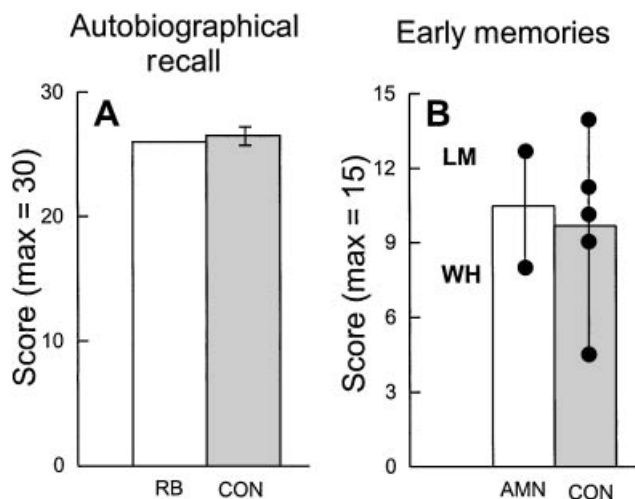 Autobiographical
recall
A
Score (max = 30)
30
20
10
0
RB CON
Early memories
B
LM
WH
Score (max = 15)
15
12
9
6
3
0
AMN CON